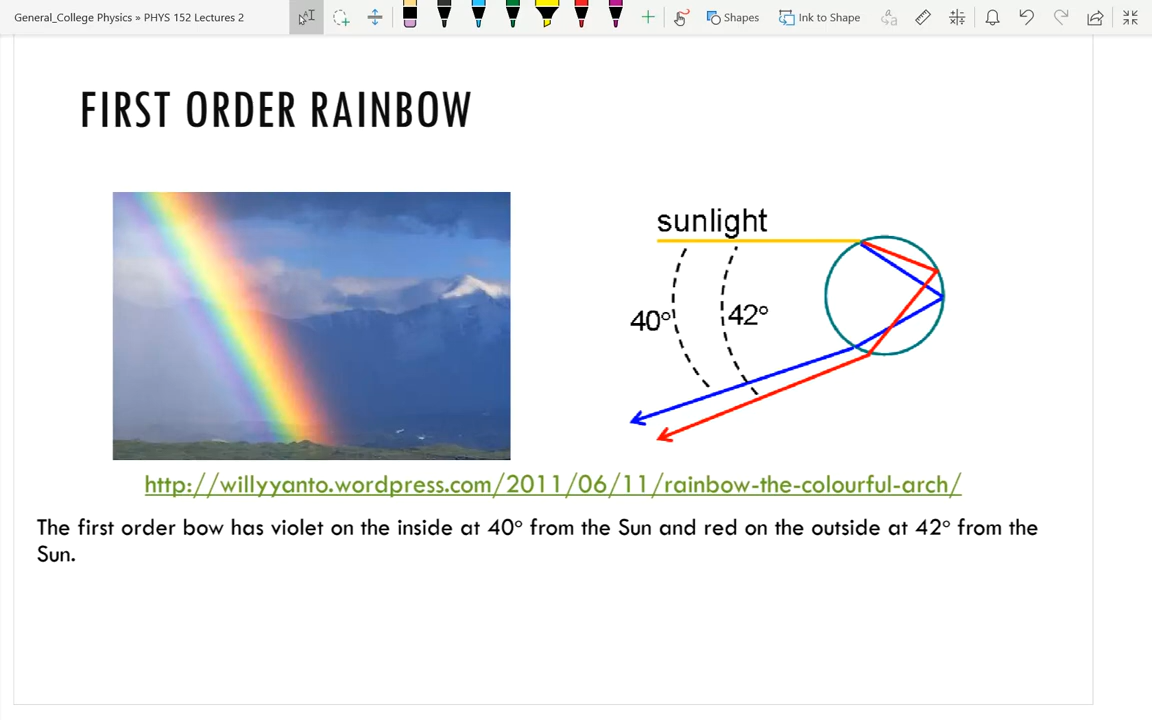 General_College Physics » PHYS 152 Lectures 2
Shapes
Ink to Shape
FIRST ORDER RAINBOW
sunlight
40°
42°
http://willyyanto.wordpress.com/2011/06/11/rainbow-the-colourful-arch/
The first order bow has violet on the inside at 40° from the Sun and red on the outside at 42° from the
Sun.